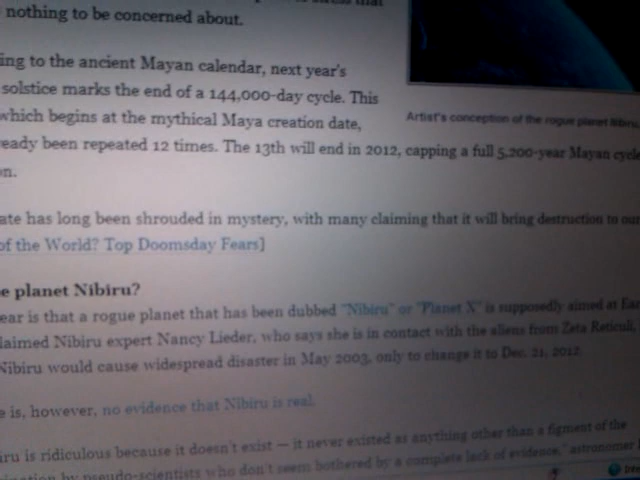 nothing to be concerned about.
ing to the ancient Mayan calendar, next year's
solstice marks the end of a 144,000-day cycle. This
which begins at the mythical Maya creation date,
Artist's conception of the rogue planet Nibiru.
eady been repeated 12 times. The 13th will end in 2012, capping a full 5,200-year Mayan cycle
n.
ate has long been shrouded in mystery, with many claiming that it will bring destruction to our
of the World? Top Doomsday Fears]
e planet Nibiru?
ear is that a rogue planet that has been dubbed "Nibiru" or "Planet X" is supposedly aimed at Ear
laimed Nibiru expert Nancy Lieder, who says she is in contact with the aliens from Zeta Reticuli,
Nibiru would cause widespread disaster in May 2003, only to change it to Dec. 21, 2012.
e is, however, no evidence that Nibiru is real.
iru is ridiculous because it doesn't exist — it never existed as anything other than a figment of the
ination by pseudo-scientists who don't seem bothered by a complete lack of evidence," astronomer